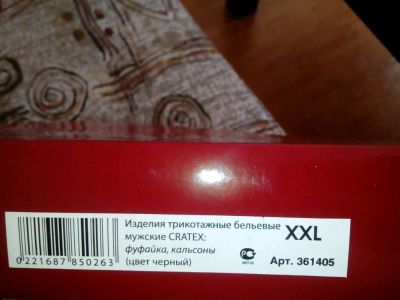 Изделия трикотажные бельевые
мужские CRATEX: XXL
фуфайка, кальсоны
(цвет черный) Арт. 361405
0 221687 850263